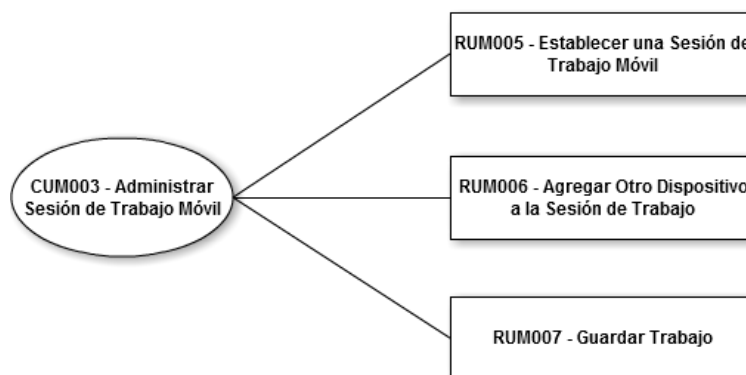 RUM005 - Establecer una Sesión de
Trabajo Móvil
CUM003 - Administrar
Sesión de Trabajo Móvil
RUM006 - Agregar Otro Dispositivo
a la Sesión de Trabajo
RUM007 - Guardar Trabajo